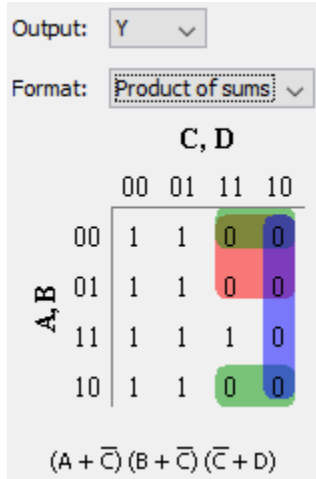 Output: Y
Format: Product of sums
C, D
00 01 11 10
A, B
00 1 1 0 0
01 1 1 0 0
11 1 1 1 0
10 1 1 0 0
(A + C̅) (B + C̅) (C̅ + D)